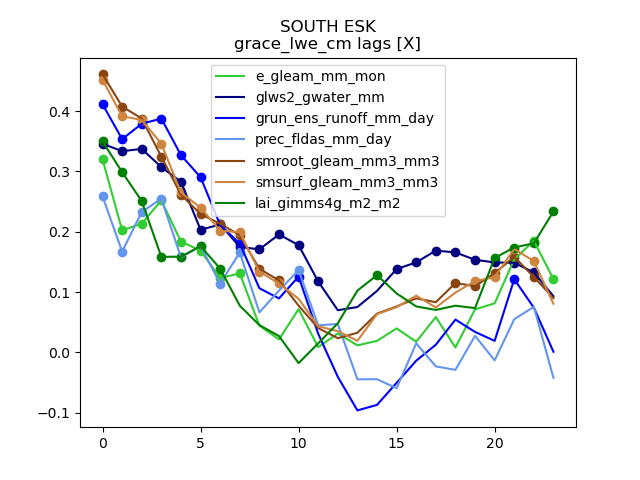 SOUTH ESK
grace_lwe_cm lags [X]
e_gleam_mm_mon
glws2_gwater_mm
grun_ens_runoff_mm_day
prec_fldas_mm_day
smroot_gleam_mm3_mm3
smsurf_gleam_mm3_mm3
lai_gimms4g_m2_m2
0.4
0.3
0.2
0.1
0.0
−0.1
0 5 10 15 20